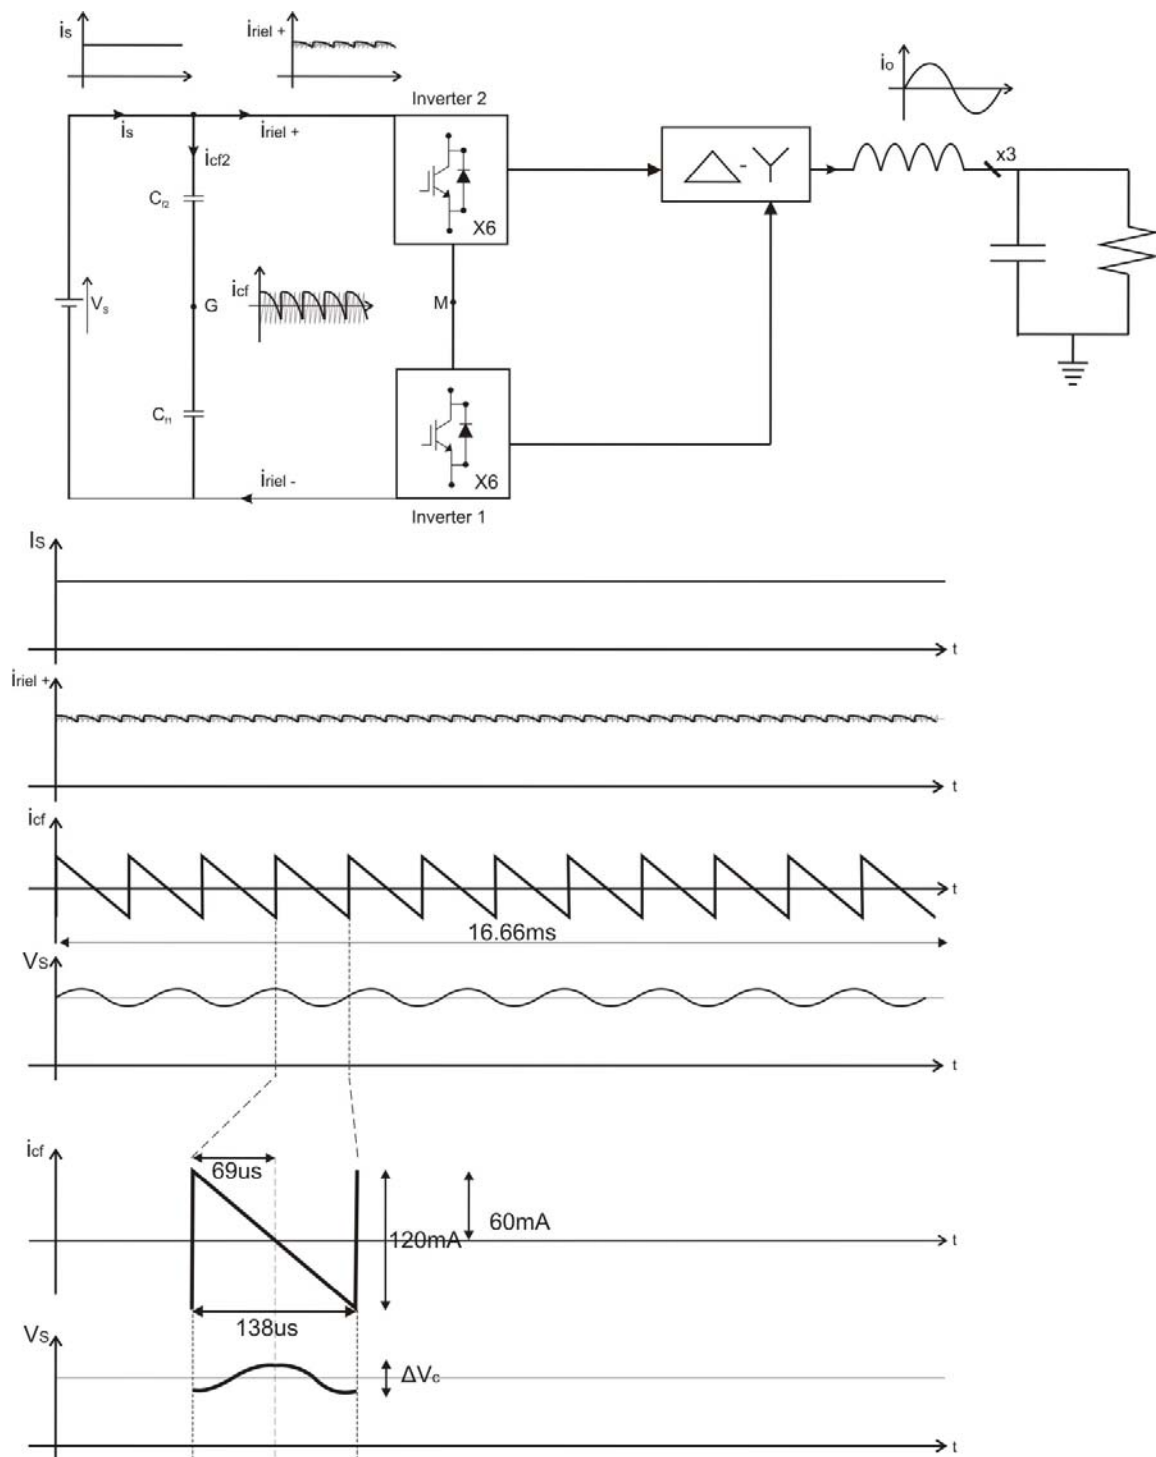 is
iriel +
io
Inverter 2
is
iriel +
icf2
x3
Cf2
X6
icf
Vs
G
M
Cf1
X6
iriel -
Inverter 1
Is
t
iriel +
t
icf
t
16.66ms
Vs
t
icf
69us
60mA
120mA
t
138us
Vs
ΔVc
t